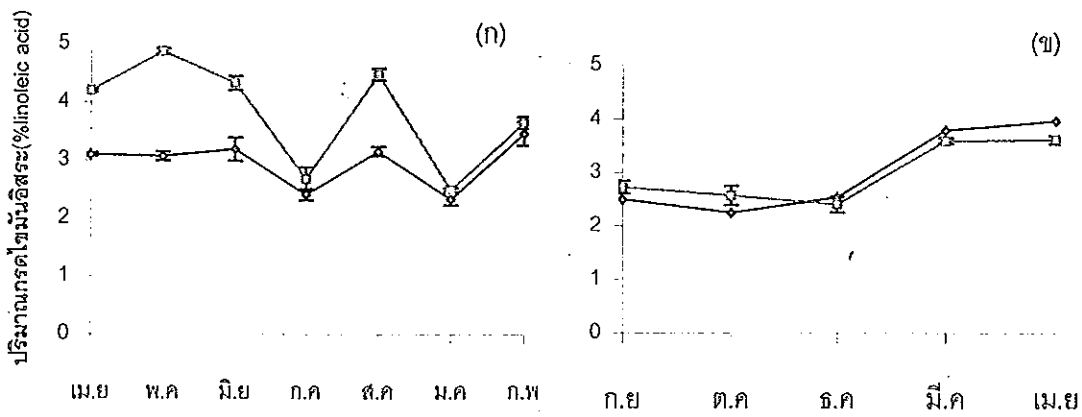 ปริมาณกรดไขมันอิสระ(%linoleic acid)
(ก)
5
4
3
2
1
0
เม.ย พ.ค มิ.ย ก.ค ส.ค ม.ค ก.พ
(ข)
5
4
3
2
1
0
ก.ย ต.ค ธ.ค มี.ค เม.ย